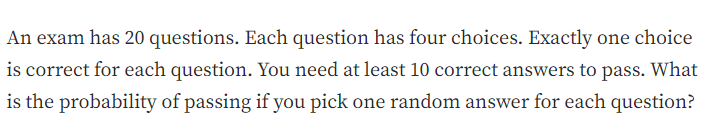 An exam has 20 questions. Each question has four choices. Exactly one choice
is correct for each question. You need at least 10 correct answers to pass. What
is the probability of passing if you pick one random answer for each question?